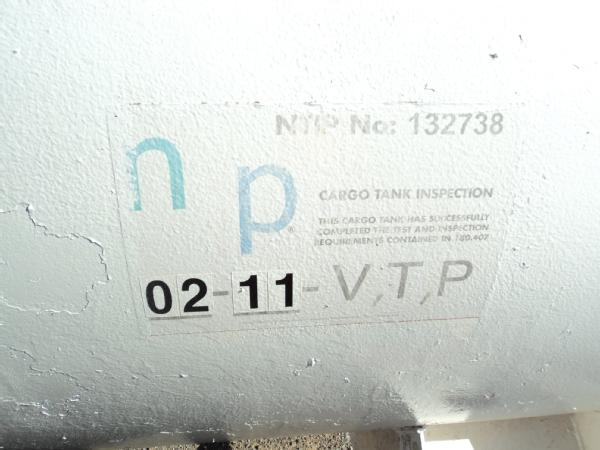 NTIP No: 132738
n p
CARGO TANK INSPECTION
THIS CARGO TANK HAS SUCCESSFULLY
COMPLETED THE TEST AND INSPECTION
REQUIREMENTS CONTAINED IN 180.407
02-11-V,T,P